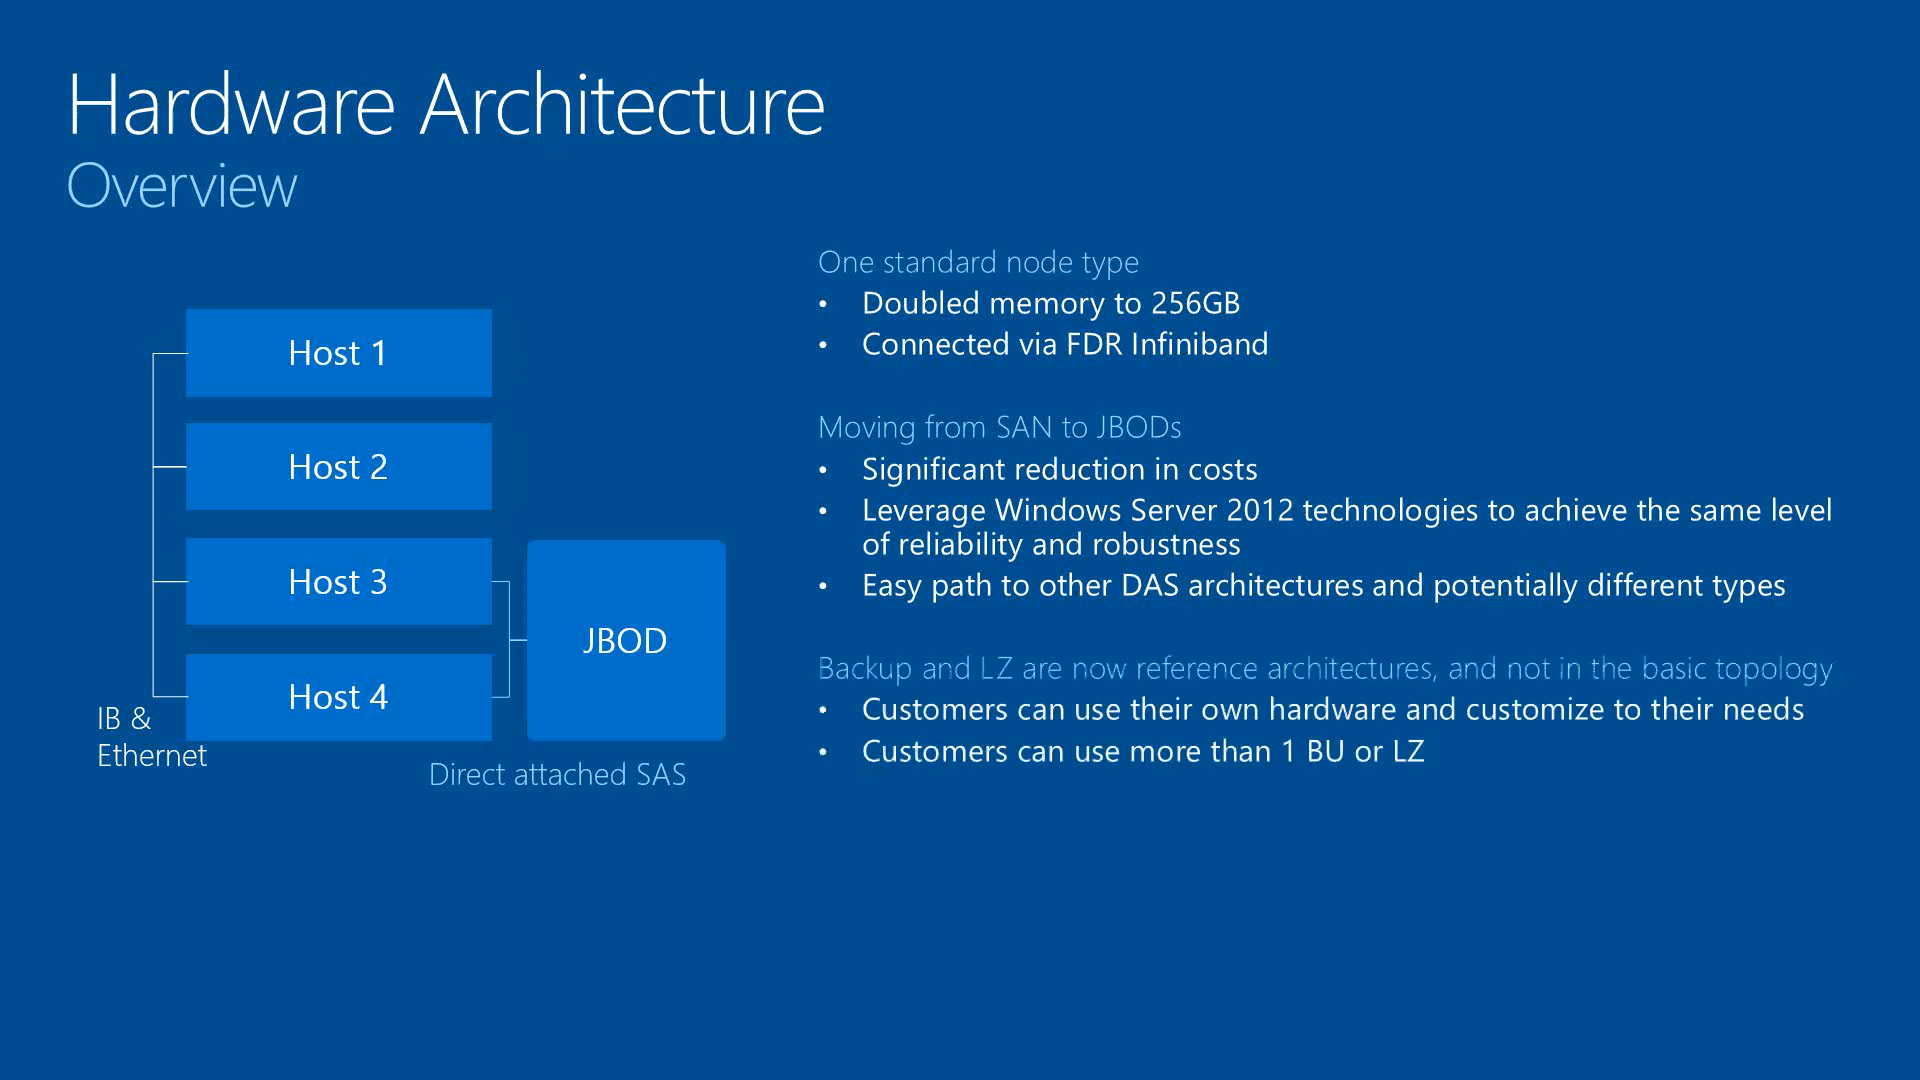 Hardware Architecture
Overview
Host 1
Host 2
Host 3
Host 4
JBOD
IB &
Ethernet
Direct attached SAS
One standard node type
• Doubled memory to 256GB
• Connected via FDR Infiniband
Moving from SAN to JBODs
• Significant reduction in costs
• Leverage Windows Server 2012 technologies to achieve the same level
of reliability and robustness
• Easy path to other DAS architectures and potentially different types
Backup and LZ are now reference architectures, and not in the basic topology
• Customers can use their own hardware and customize to their needs
• Customers can use more than 1 BU or LZ